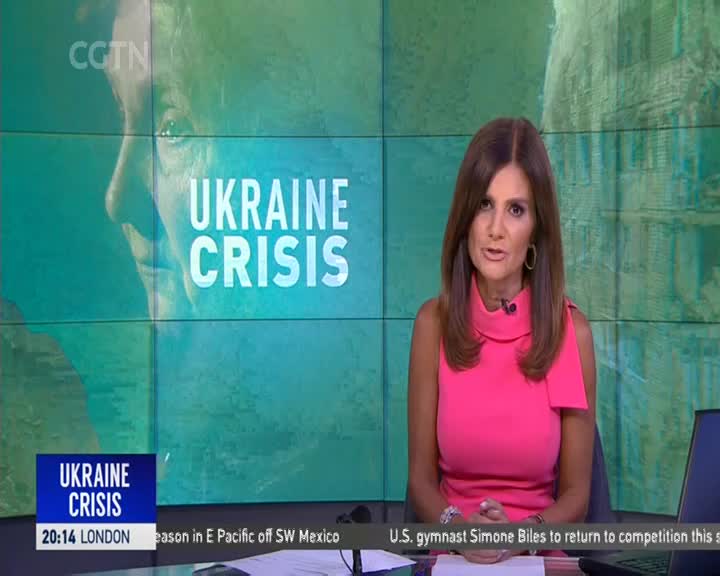 CGTN
UKRAINE
CRISIS
UKRAINE
CRISIS
20:14 LONDON
eason in E Pacific off SW Mexico
U.S. gymnast Simone Biles to return to competition this s